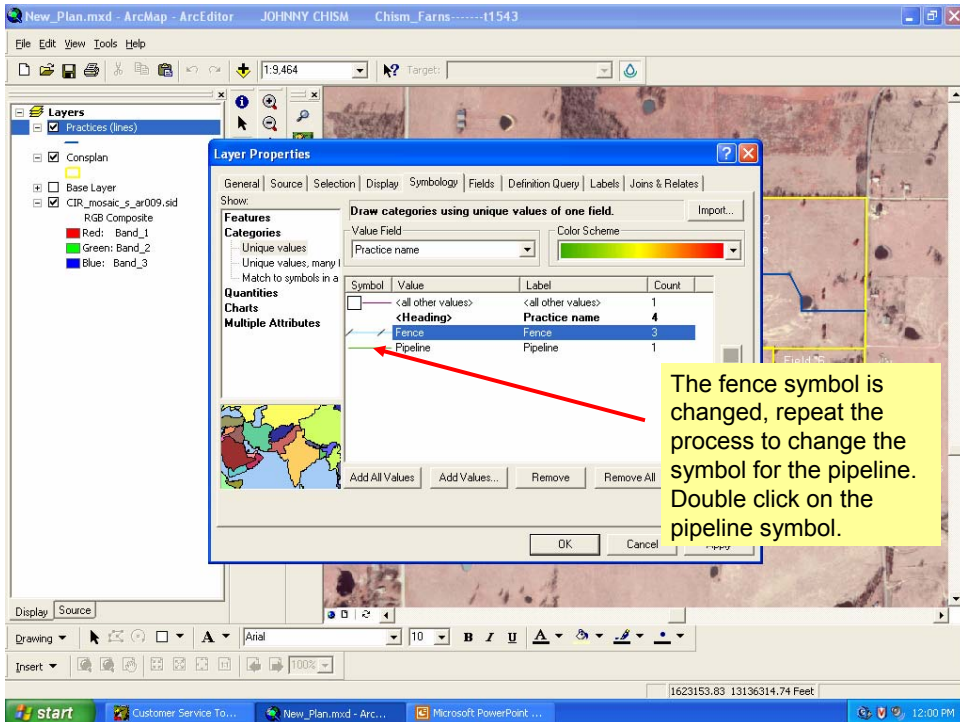 New_Plan.mxd - ArcMap - ArcEditor JOHNNY CHISM Chism_Farns-------t1543
File Edit View Tools Help
1:9,464 Target:
Layers
Practices (lines)
Consplan
Base Layer
CIR_mosaic_s_ar009.sid
RGB Composite
Red: Band_1
Green: Band_2
Blue: Band_3
Layer Properties
General Source Selection Display Symbology Fields Definition Query Labels Joins & Relates
Show:
Features
Categories
Unique values
Unique values, many f
Match to symbols in a
Quantities
Charts
Multiple Attributes
Draw categories using unique values of one field. Import...
Value Field Color Scheme
Practice name
Symbol Value Label Count
<all other values> <all other values> 1
<Heading> Practice name 4
Fence Fence 3
Pipeline Pipeline 1
Add All Values Add Values... Remove Remove All
OK Cancel Apply
Field 6
The fence symbol is
changed, repeat the
process to change the
symbol for the pipeline.
Double click on the
pipeline symbol.
Display Source
Drawing A Arial 10 B I U A
Insert 100%
1623153.83 13136314.74 Feet
start Customer Service To... New_Plan.mxd - Arc... Microsoft PowerPoint ... 12:00 PM